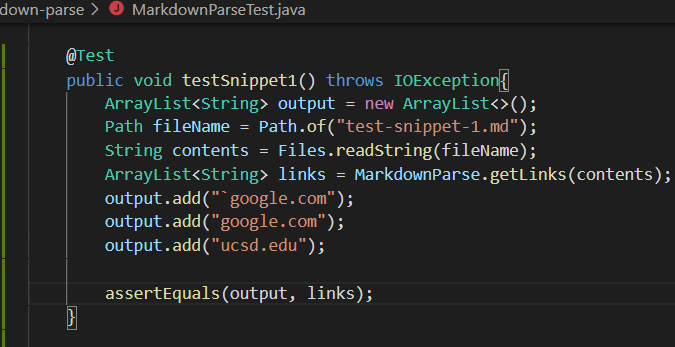 down-parse > J MarkdownParseTest.java
@Test
public void testSnippet1() throws IOException{
ArrayList<String> output = new ArrayList<>();
Path fileName = Path.of("test-snippet-1.md");
String contents = Files.readString(fileName);
ArrayList<String> links = MarkdownParse.getLinks(contents);
output.add("`google.com");
output.add("google.com");
output.add("ucsd.edu");
assertEquals(output, links);
}